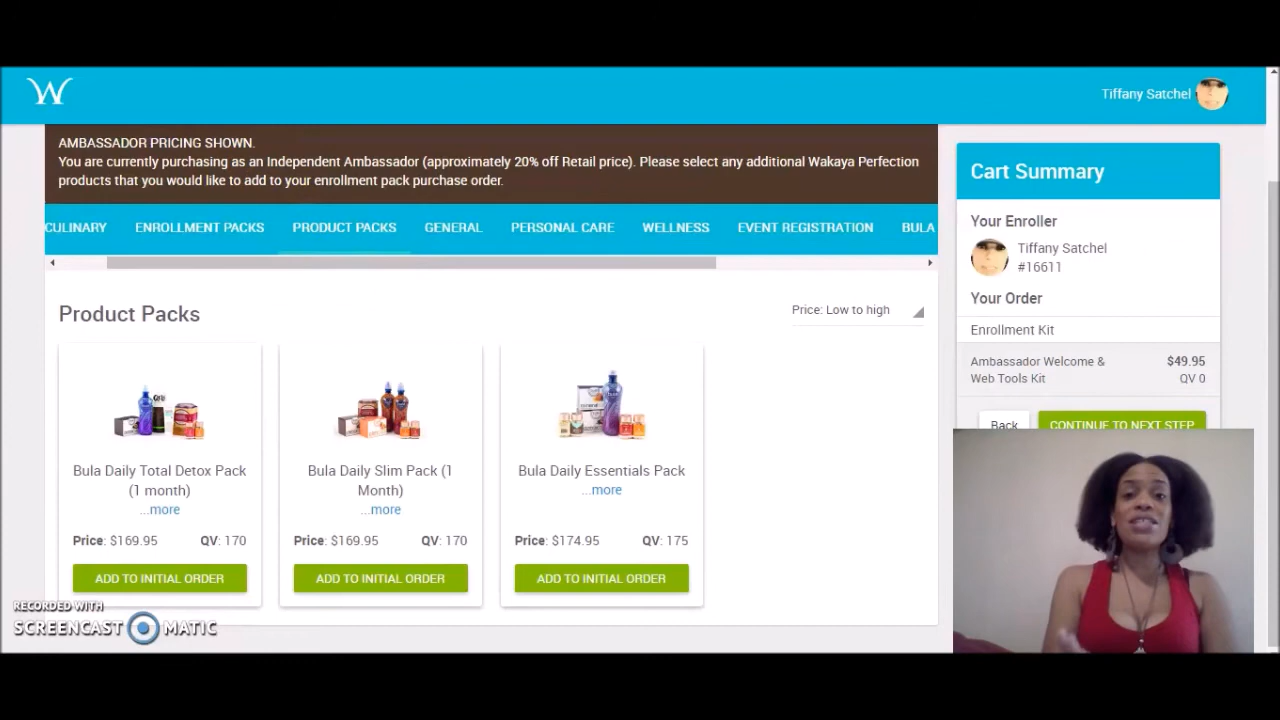 W
Tiffany Satchel
AMBASSADOR PRICING SHOWN.
You are currently purchasing as an Independent Ambassador (approximately 20% off Retail price). Please select any additional Wakaya Perfection
products that you would like to add to your enrollment pack purchase order.
CULINARY ENROLLMENT PACKS PRODUCT PACKS GENERAL PERSONAL CARE WELLNESS EVENT REGISTRATION BULA
Product Packs
Price: Low to high
Bula Daily Total Detox Pack
(1 month)
...more
Price: $169.95 QV: 170
ADD TO INITIAL ORDER
Bula Daily Slim Pack (1
Month)
...more
Price: $169.95 QV: 170
ADD TO INITIAL ORDER
Bula Daily Essentials Pack
...more
Price: $174.95 QV: 175
ADD TO INITIAL ORDER
Cart Summary
Your Enroller
Tiffany Satchel
#16611
Your Order
Enrollment Kit
Ambassador Welcome & $49.95
Web Tools Kit QV 0
Back CONTINUE TO NEXT STEP
RECORDED WITH
SCREENCAST MATIC